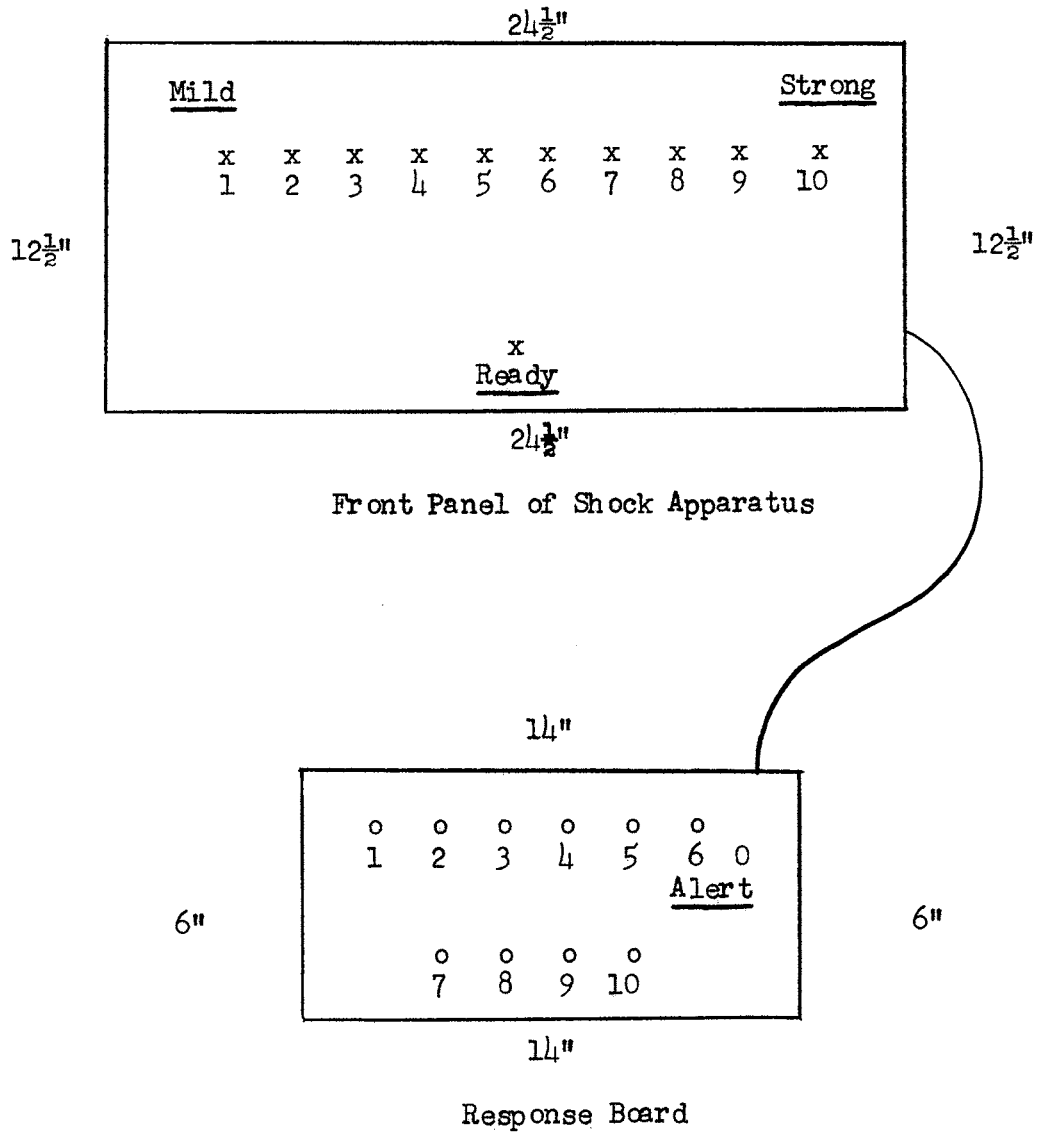 24½"
Mild Strong
x x x x x x x x x x
1 2 3 4 5 6 7 8 9 10
12½" 12½"
x
Ready
24½"
Front Panel of Shock Apparatus
14"
o o o o o o
1 2 3 4 5 6 O
Alert
6" 6"
o o o o
7 8 9 10
14"
Response Board